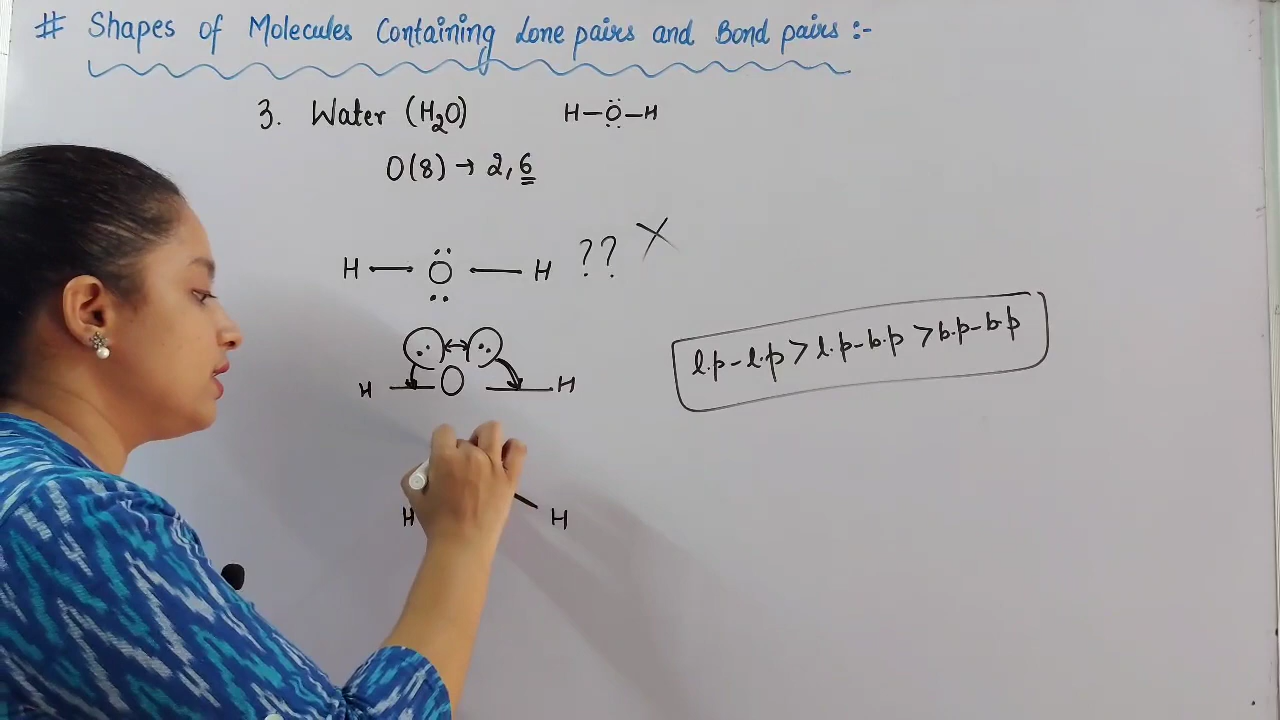 # Shapes of Molecules Containing Lone pairs and Bond pairs :-
3. Water (H₂O) H–Ö–H
O(8) → 2, 6
H — Ö — H ?? X
l.p – l.p > l.p – b.p > b.p – b.p
H — O — H
H H